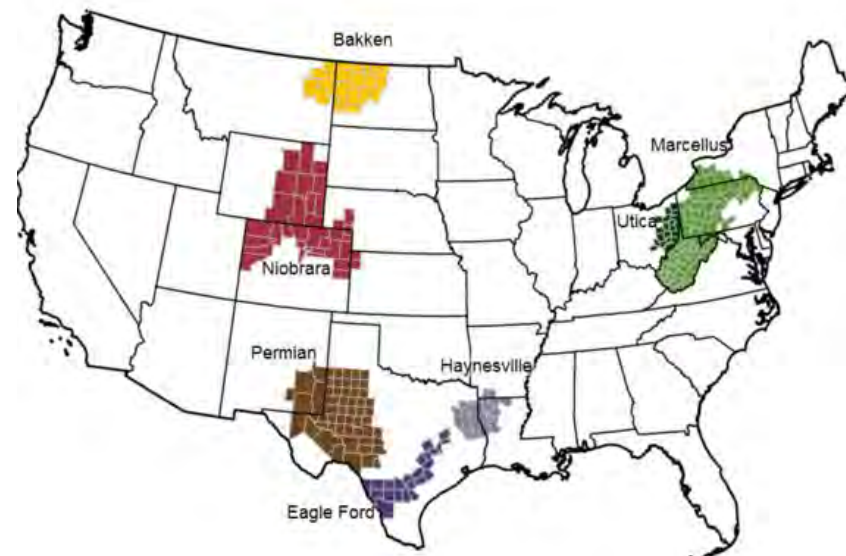 Bakken
Marcellus
Utica
Niobrara
Permian
Haynesville
Eagle Ford